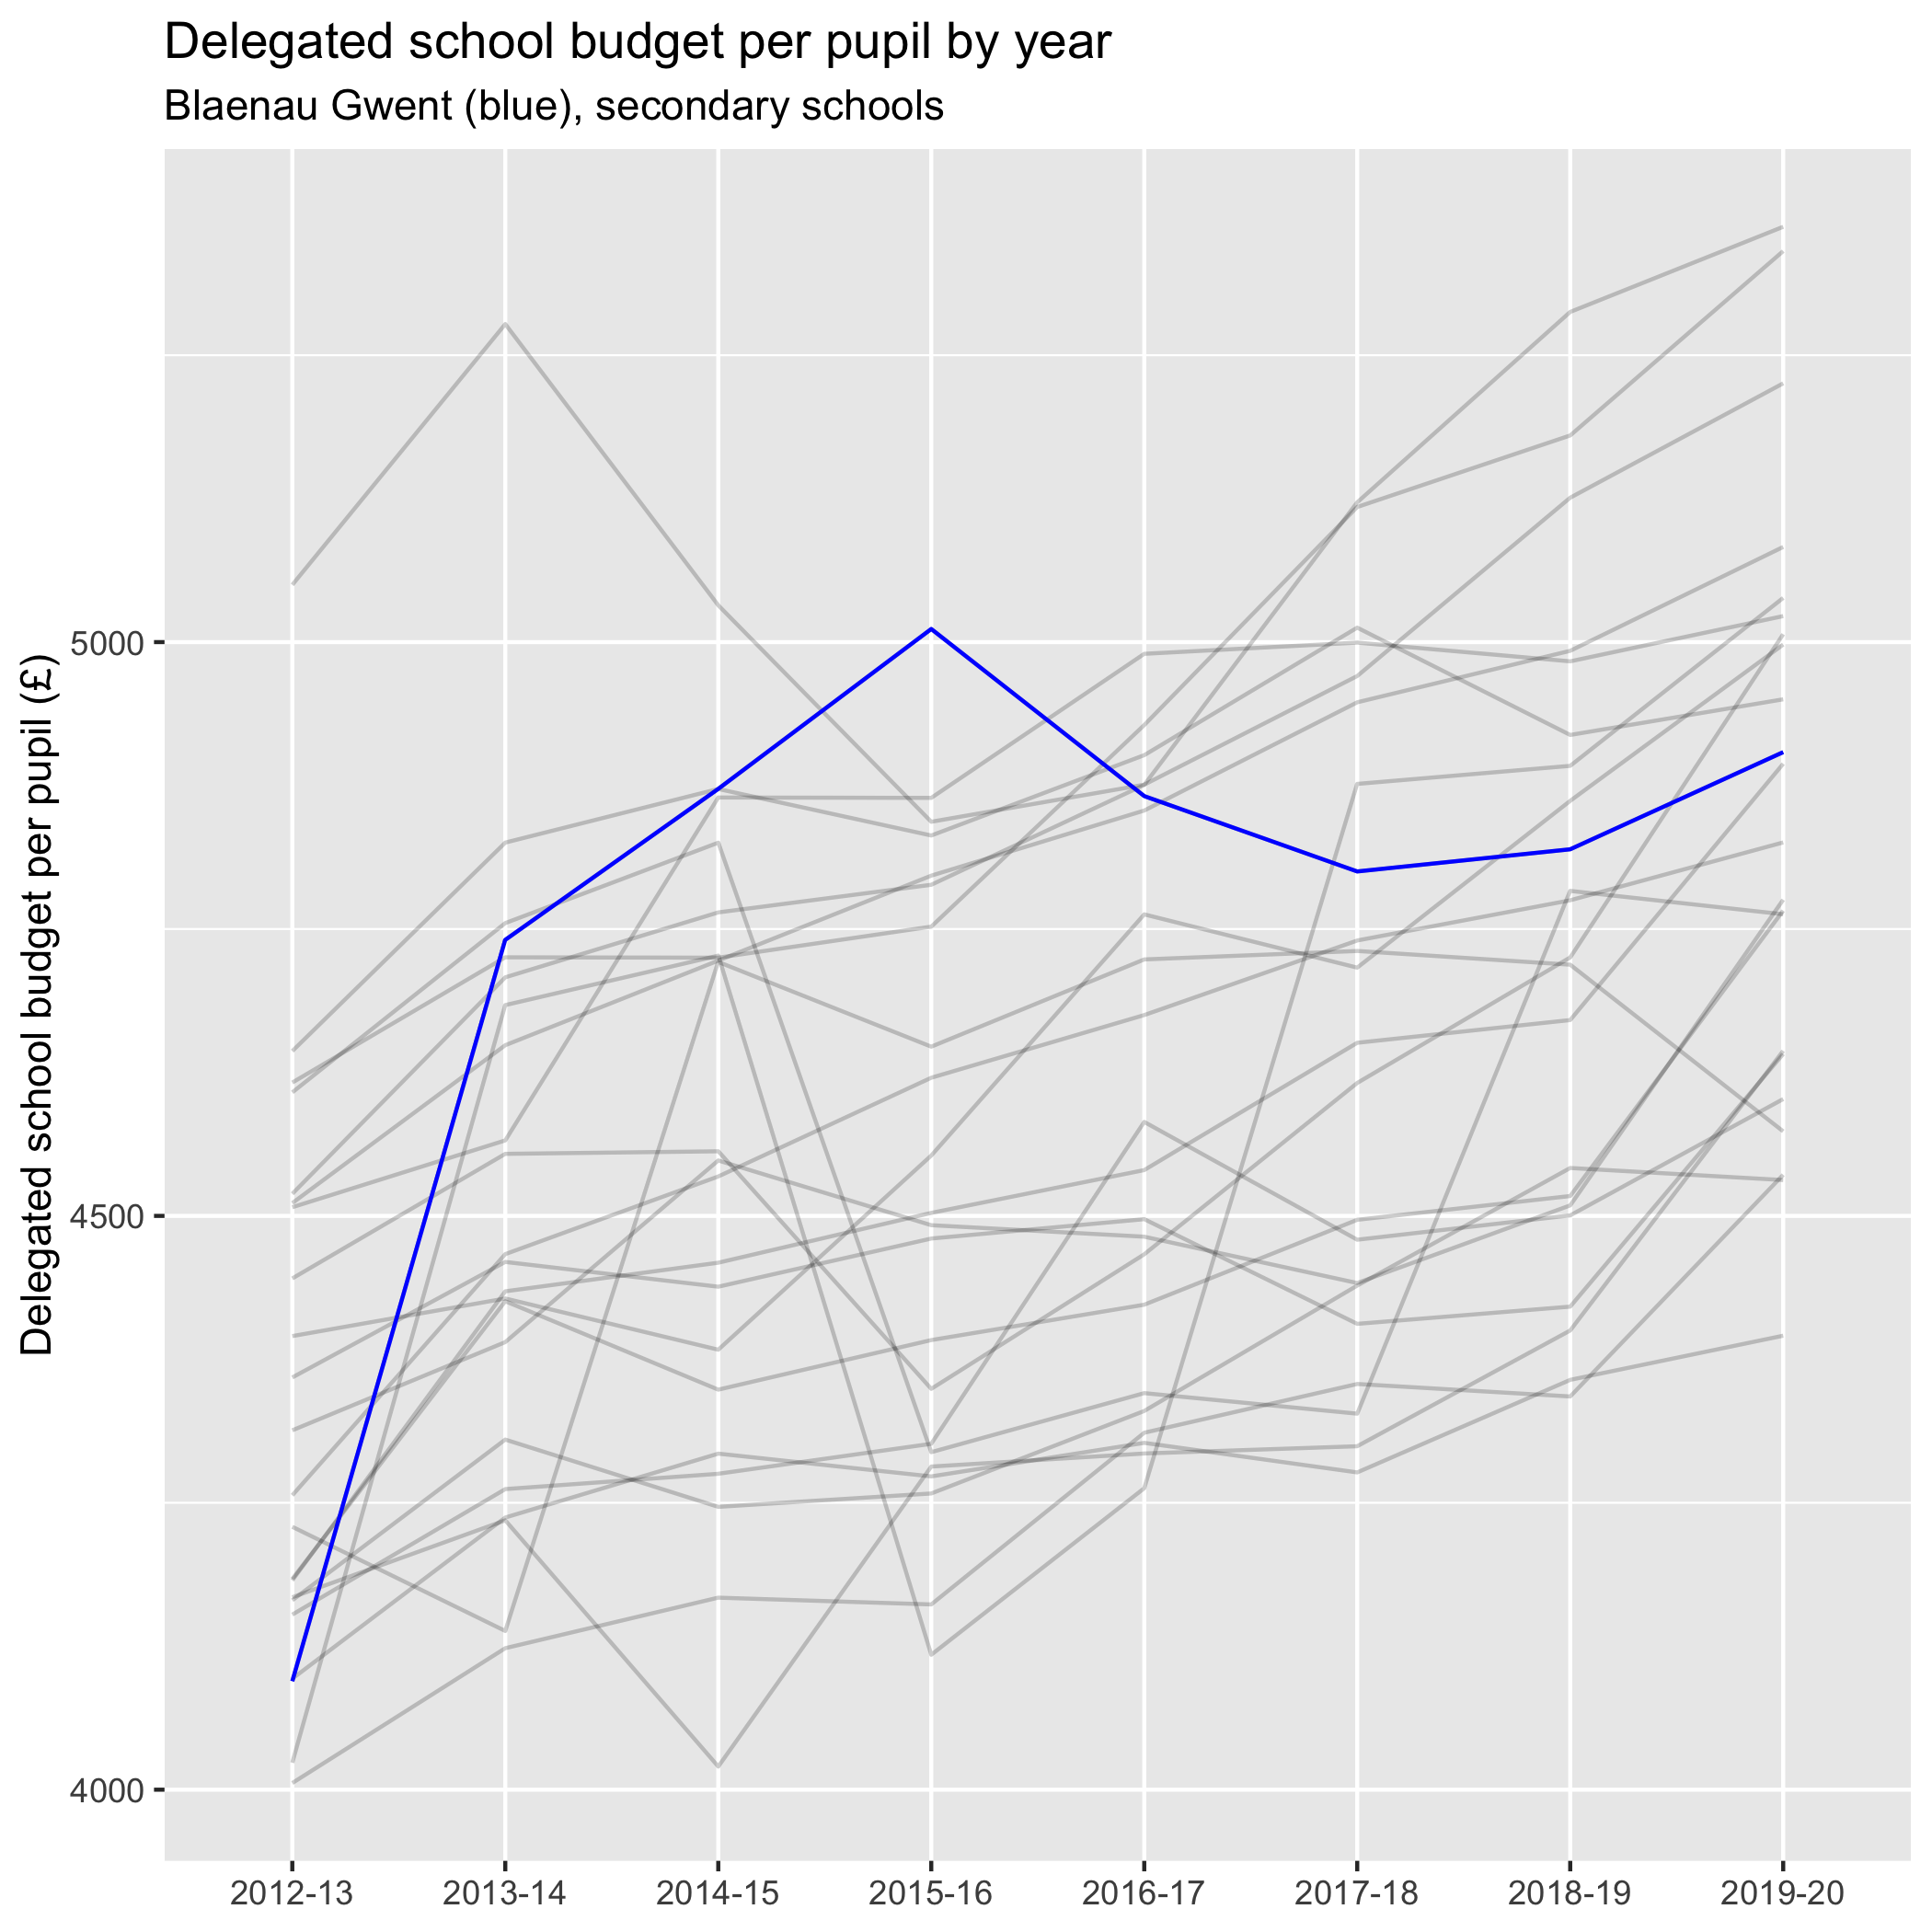 Delegated school budget per pupil by year
Blaenau Gwent (blue), secondary schools
Delegated school budget per pupil (£)
5000
4500
4000
2012-13 2013-14 2014-15 2015-16 2016-17 2017-18 2018-19 2019-20